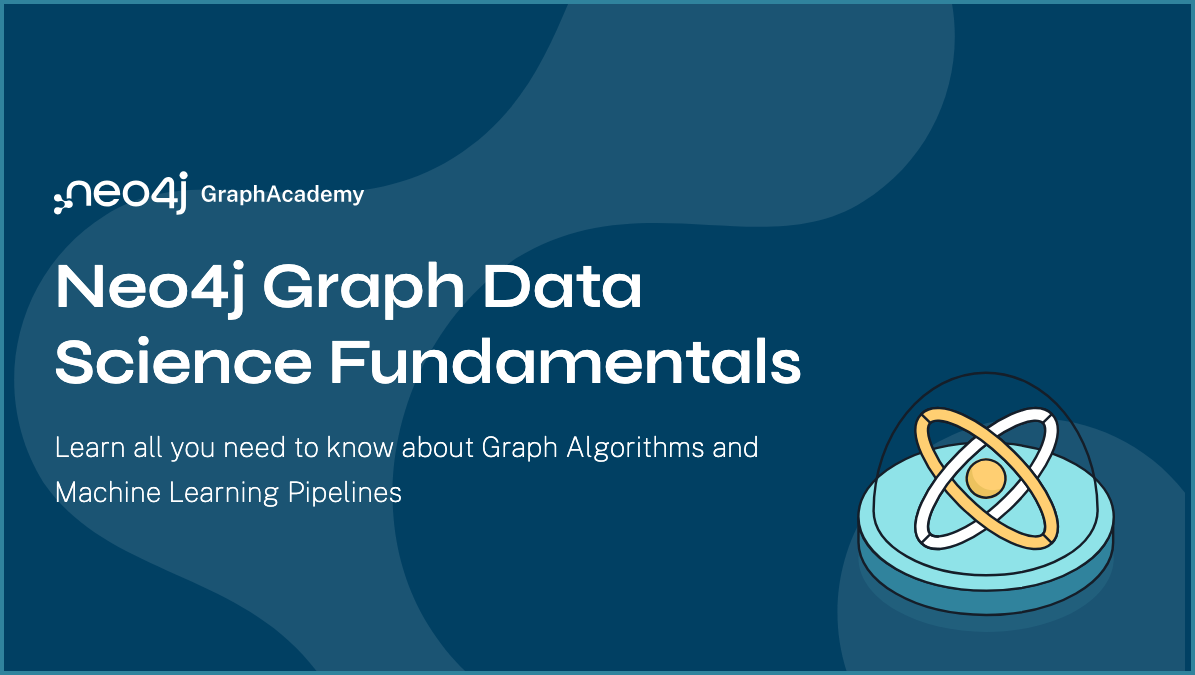 neo4j GraphAcademy
Neo4j Graph Data
Science Fundamentals
Learn all you need to know about Graph Algorithms and
Machine Learning Pipelines